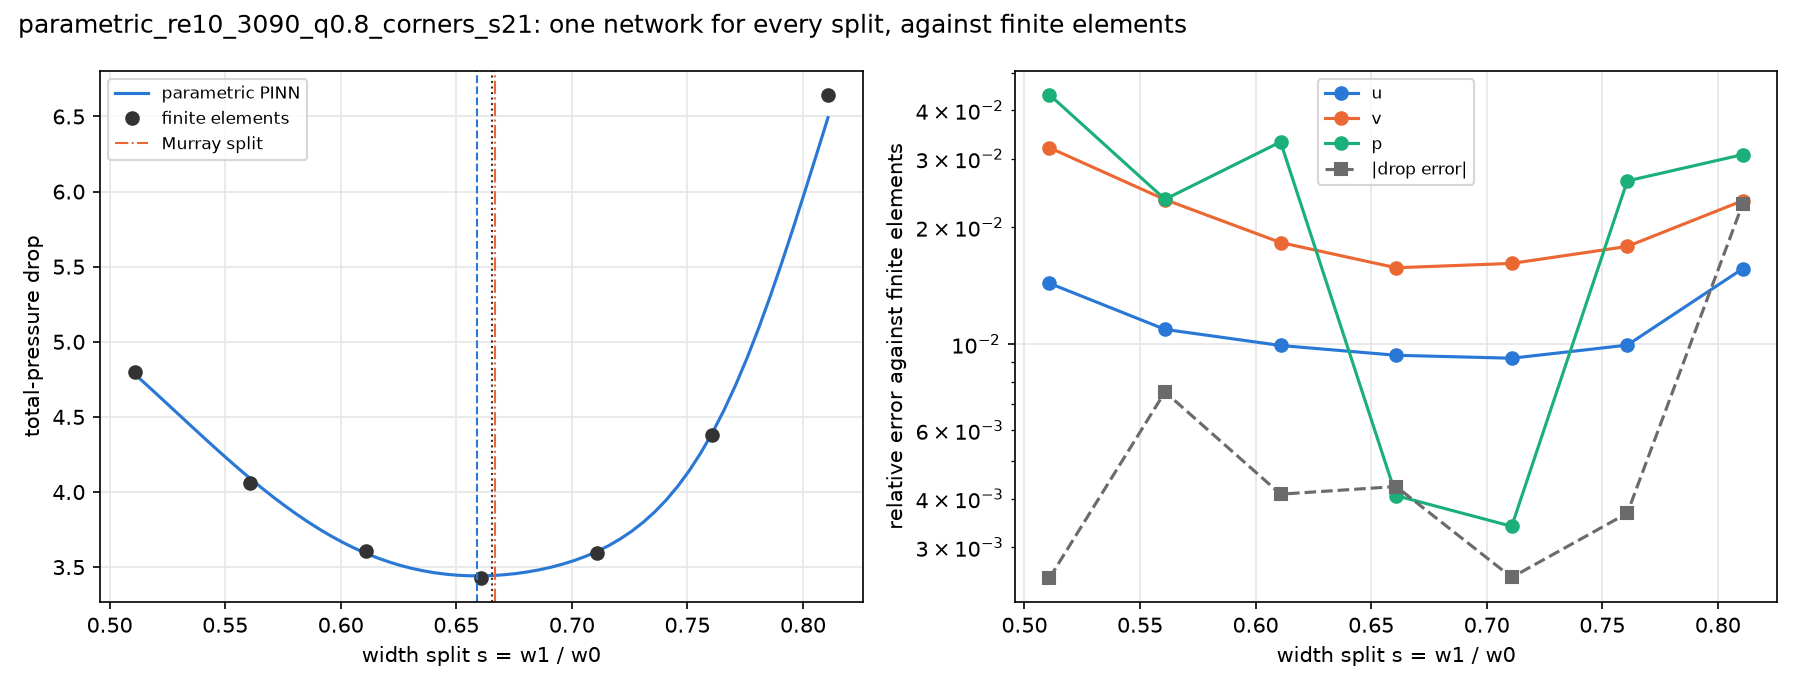 parametric_re10_3090_q0.8_corners_s21: one network for every split, against finite elements
parametric PINN
finite elements
Murray split
total-pressure drop
6.5
6.0
5.5
5.0
4.5
4.0
3.5
0.50 0.55 0.60 0.65 0.70 0.75 0.80
width split s = w1 / w0
u
v
p
|drop error|
relative error against finite elements
4 × 10⁻²
3 × 10⁻²
2 × 10⁻²
10⁻²
6 × 10⁻³
4 × 10⁻³
3 × 10⁻³
0.50 0.55 0.60 0.65 0.70 0.75 0.80
width split s = w1 / w0